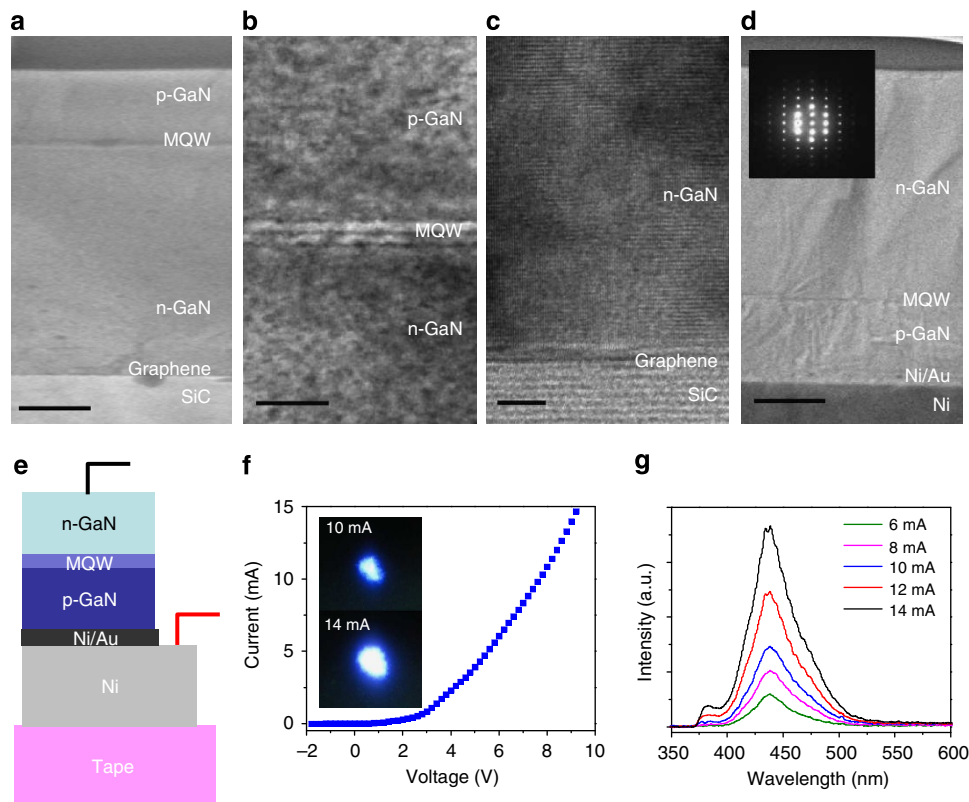 a
p-GaN
MQW
n-GaN
Graphene
SiC
b
p-GaN
MQW
n-GaN
c
n-GaN
Graphene
SiC
d
n-GaN
MQW
p-GaN
Ni/Au
Ni
e
n-GaN
MQW
p-GaN
Ni/Au
Ni
Tape
f
15
10
5
0
Current (mA)
10 mA
14 mA
–2 0 2 4 6 8 10
Voltage (V)
g
Intensity (a.u.)
6 mA
8 mA
10 mA
12 mA
14 mA
350 400 450 500 550 600
Wavelength (nm)